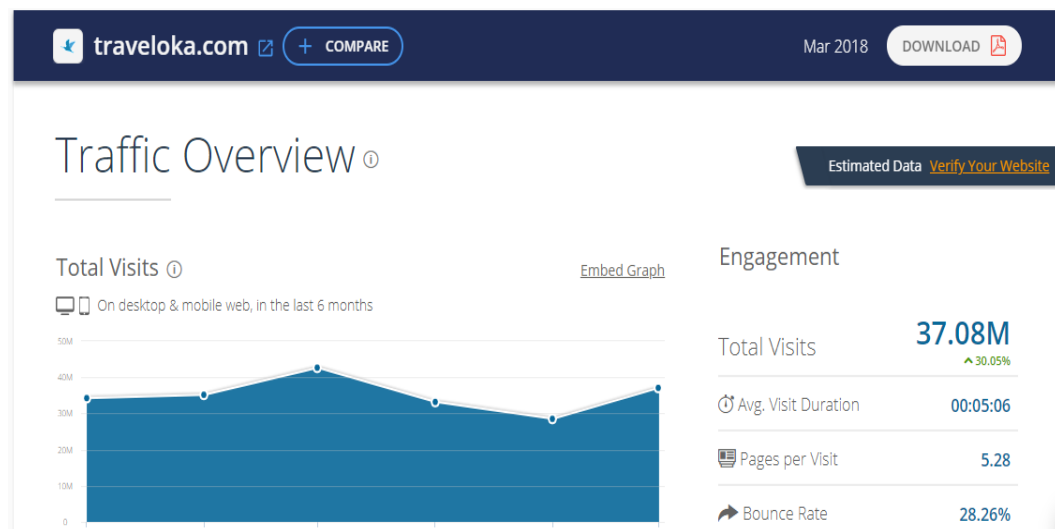 traveloka.com + COMPARE Mar 2018 DOWNLOAD
Traffic Overview
Estimated Data Verify Your Website
Total Visits
Embed Graph
On desktop & mobile web, in the last 6 months
50M
40M
30M
20M
10M
0
Engagement
Total Visits 37.08M
30.05%
Avg. Visit Duration 00:05:06
Pages per Visit 5.28
Bounce Rate 28.26%